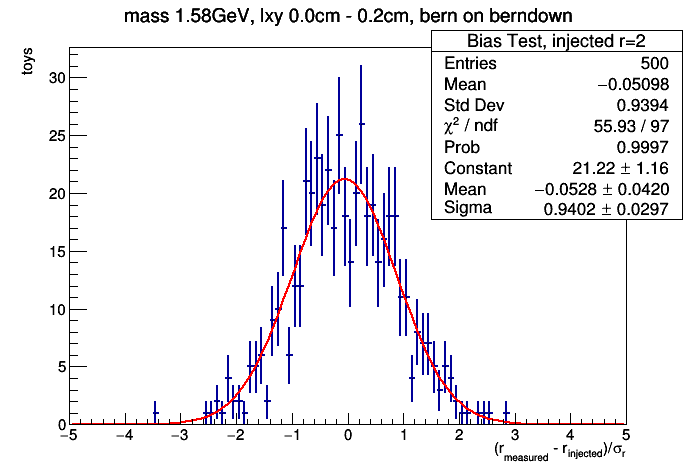 mass 1.58GeV, lxy 0.0cm - 0.2cm, bern on berndown
Bias Test, injected r=2
Entries 500
Mean −0.05098
Std Dev 0.9394
χ² / ndf 55.93 / 97
Prob 0.9997
Constant 21.22 ± 1.16
Mean −0.0528 ± 0.0420
Sigma 0.9402 ± 0.0297
toys
30
25
20
15
10
5
0
−5 −4 −3 −2 −1 0 1 2 3 4 5
(r_measured - r_injected)/σ_r